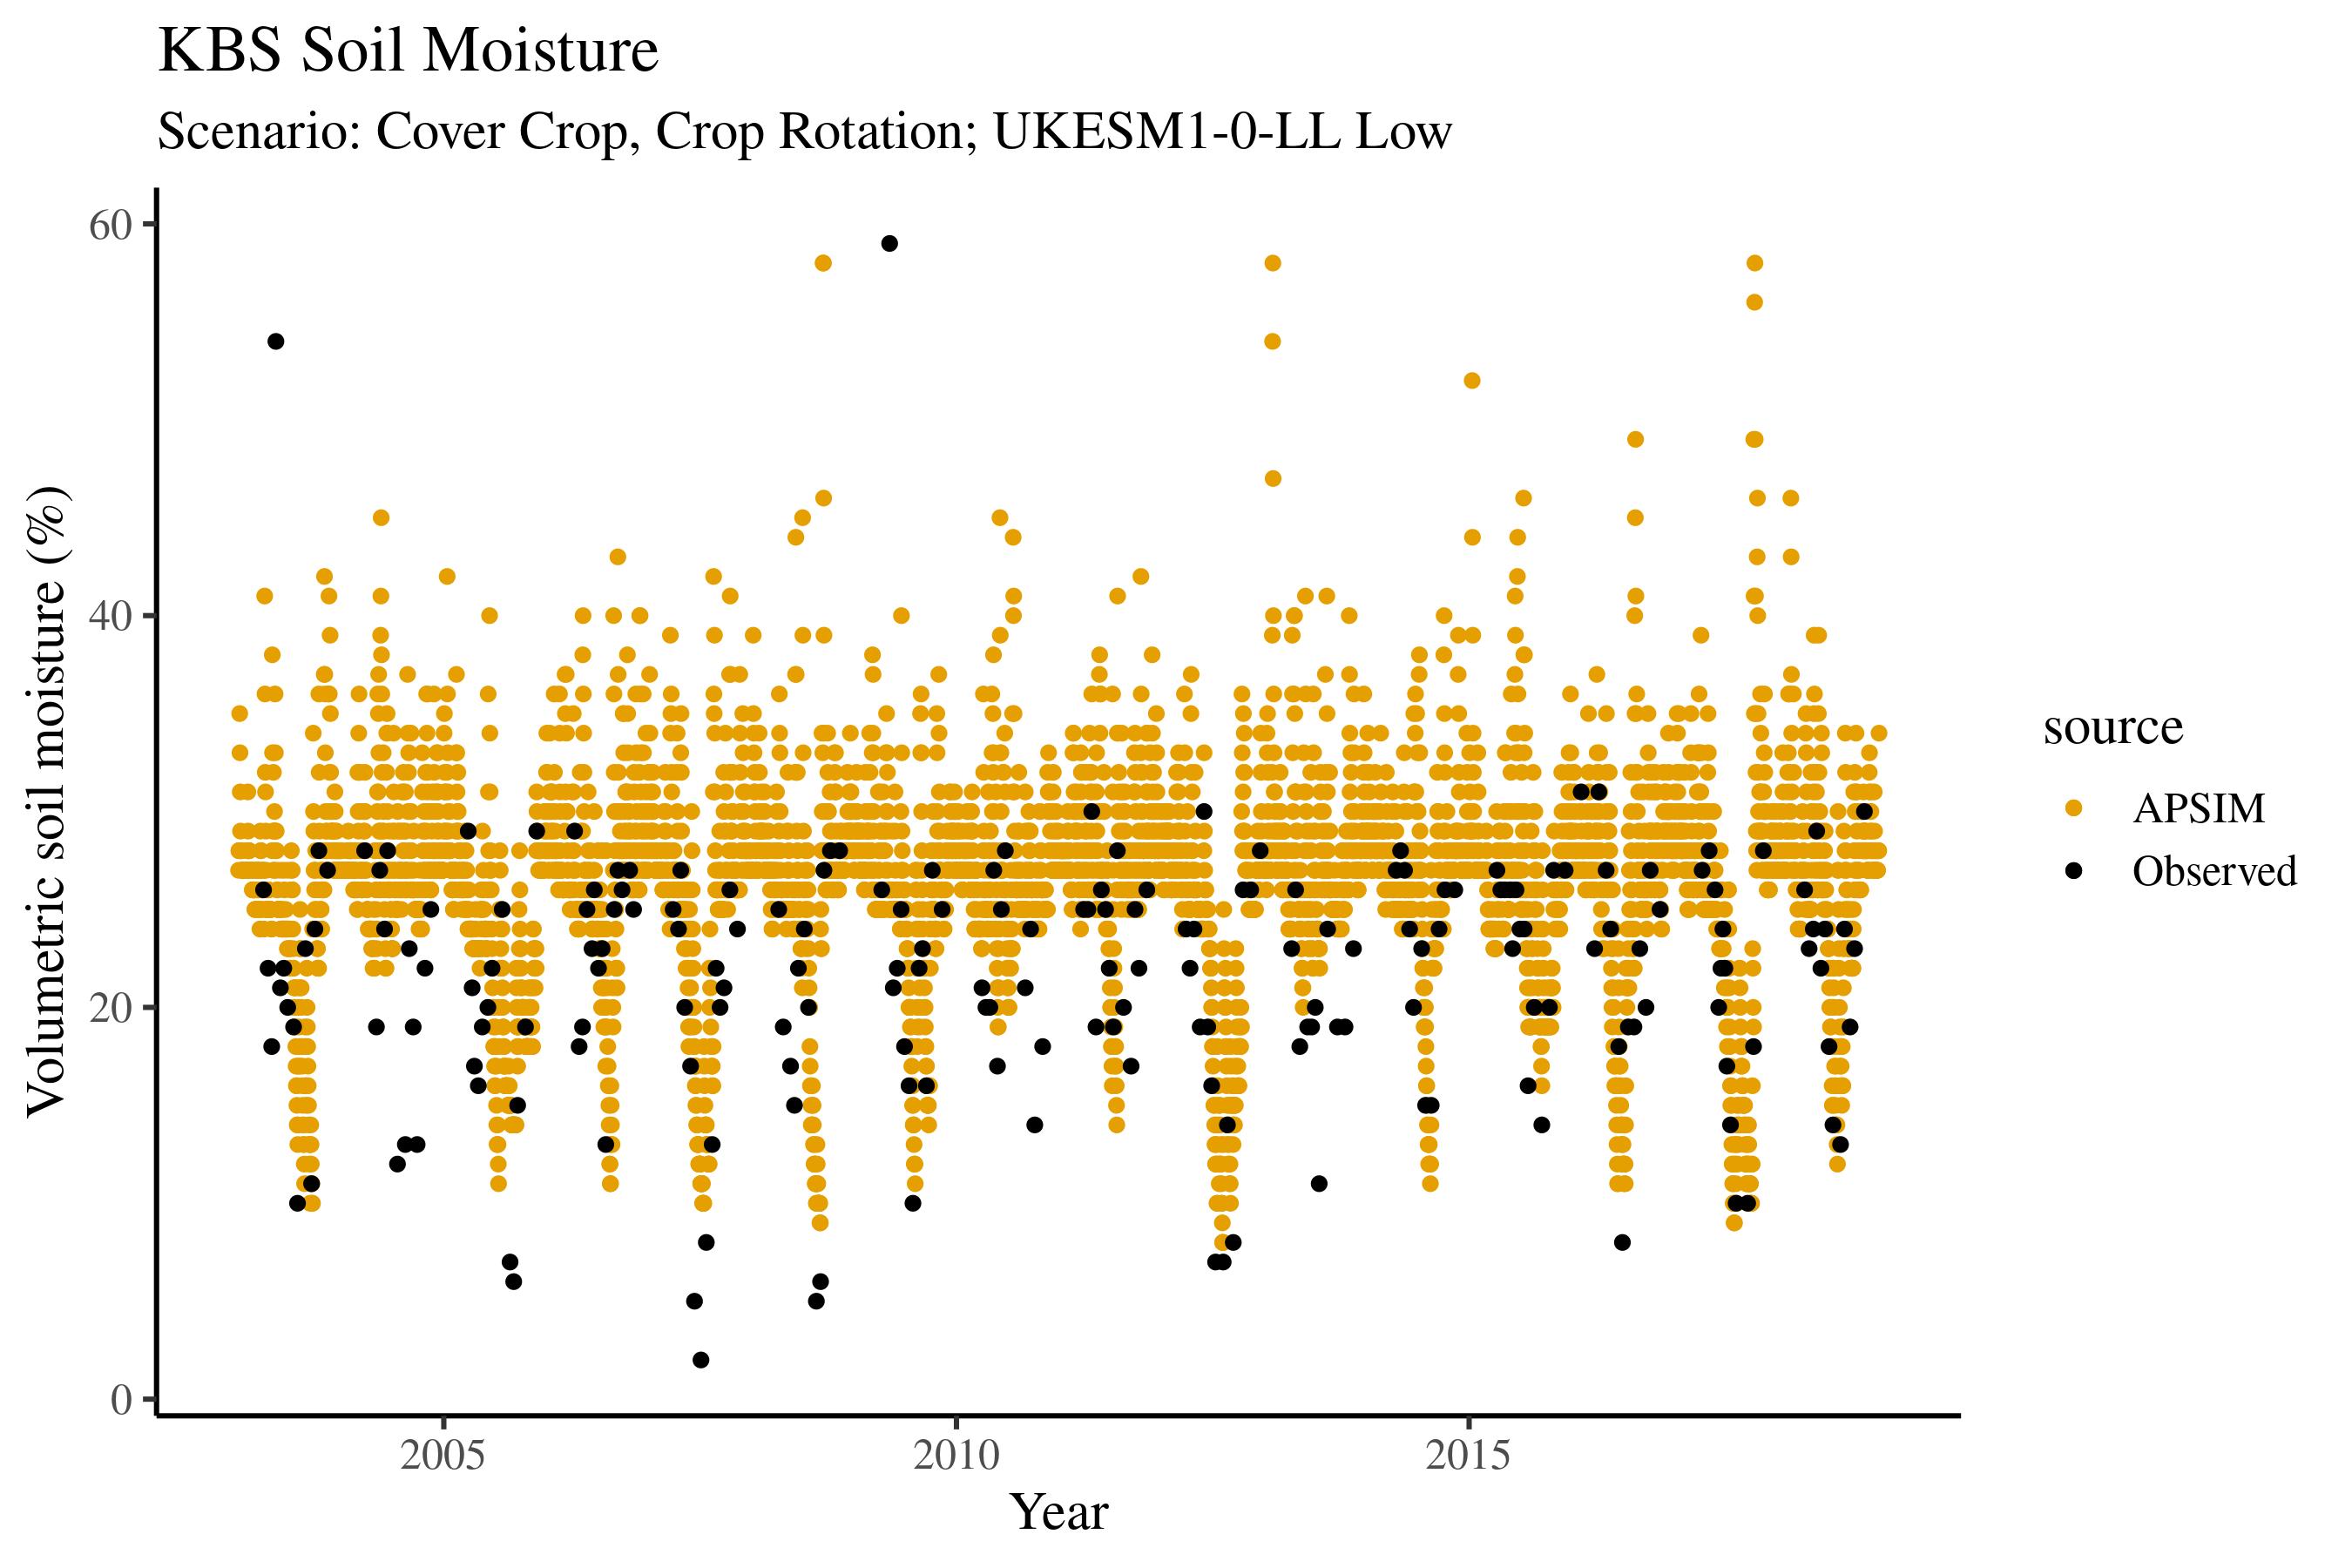 KBS Soil Moisture
Scenario: Cover Crop, Crop Rotation; UKESM1-0-LL Low
Volumetric soil moisture (%)
60
40
20
0
2005
2010
2015
Year
source
APSIM
Observed